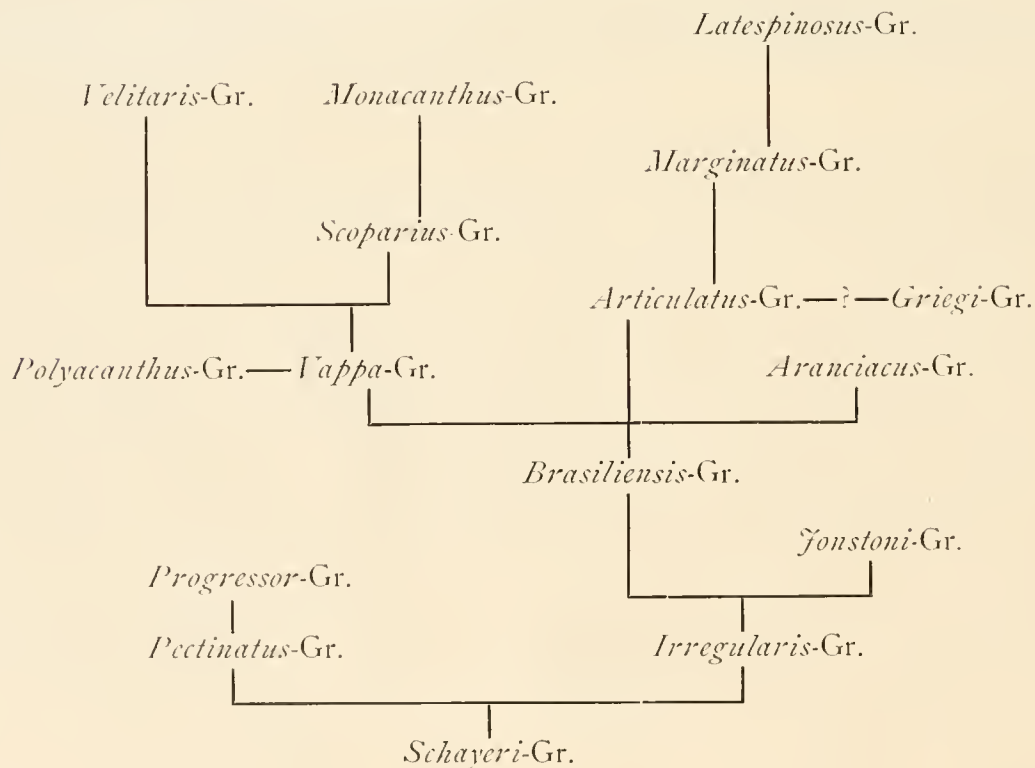 Latespinosus-Gr.
Velitaris-Gr. Monacanthus-Gr.
Marginatus-Gr.
Scoparius-Gr.
Articulatus-Gr.—?—Griegi-Gr.
Polyacanthus-Gr.—Vappa-Gr. Aranciacus-Gr.
Brasiliensis-Gr.
Jonstoni-Gr.
Progressor-Gr.
Pectinatus-Gr. Irregularis-Gr.
Schayeri-Gr.